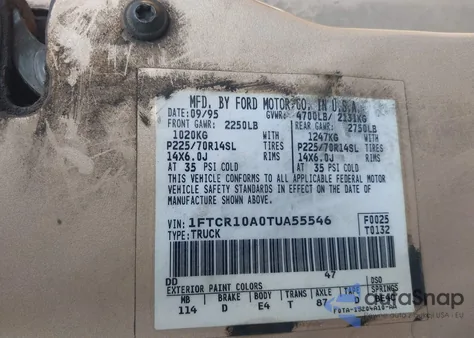 MFD. BY FORD MOTOR CO. IN U.S.A.
DATE: 09/95 GVWR: 4700LB/ 2131KG
FRONT GAWR: 2250LB REAR GAWR: 2750LB
1020KG WITH 1247KG WITH
P225/70R14SL TIRES P225/70R14SL TIRES
14X6.0J RIMS 14X6.0J RIMS
AT 35 PSI COLD AT 35 PSI COLD
THIS VEHICLE CONFORMS TO ALL APPLICABLE FEDERAL MOTOR
VEHICLE SAFETY STANDARDS IN EFFECT ON THE DATE OF
MANUFACTURE SHOWN ABOVE.
VIN: 1FTCR10A0TUA55546 F0025
TYPE: TRUCK T0132
DD 47
EXTERIOR PAINT COLORS DSO
WB BRAKE BODY TRANS AXLE TAPE SPRINGS
114 D E4 T 87 D
AutoSnap